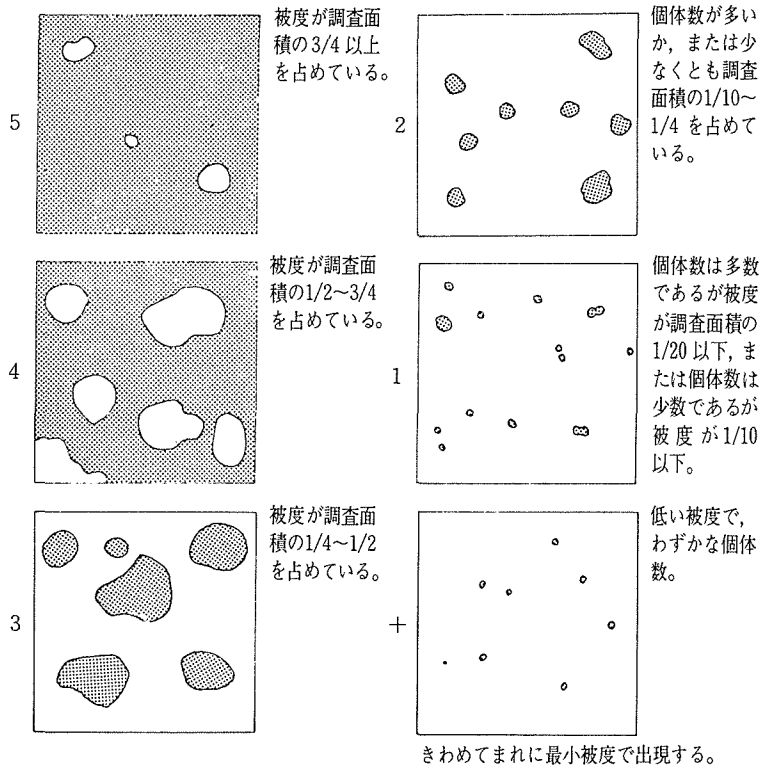 5
被度が調査面
積の3/4以上
を占めている。
4
被度が調査面
積の1/2〜3/4
を占めている。
3
被度が調査面
積の1/4〜1/2
を占めている。
2
個体数が多い
か，または少
なくとも調査
面積の1/10〜
1/4 を占めて
いる。
1
個体数は多数
であるが被度
が調査面積の
1/20以下，ま
たは個体数は
少数であるが
被度が1/10
以下。
+
低い被度で，
わずかな個体
数。
きわめてまれに最小被度で出現する。